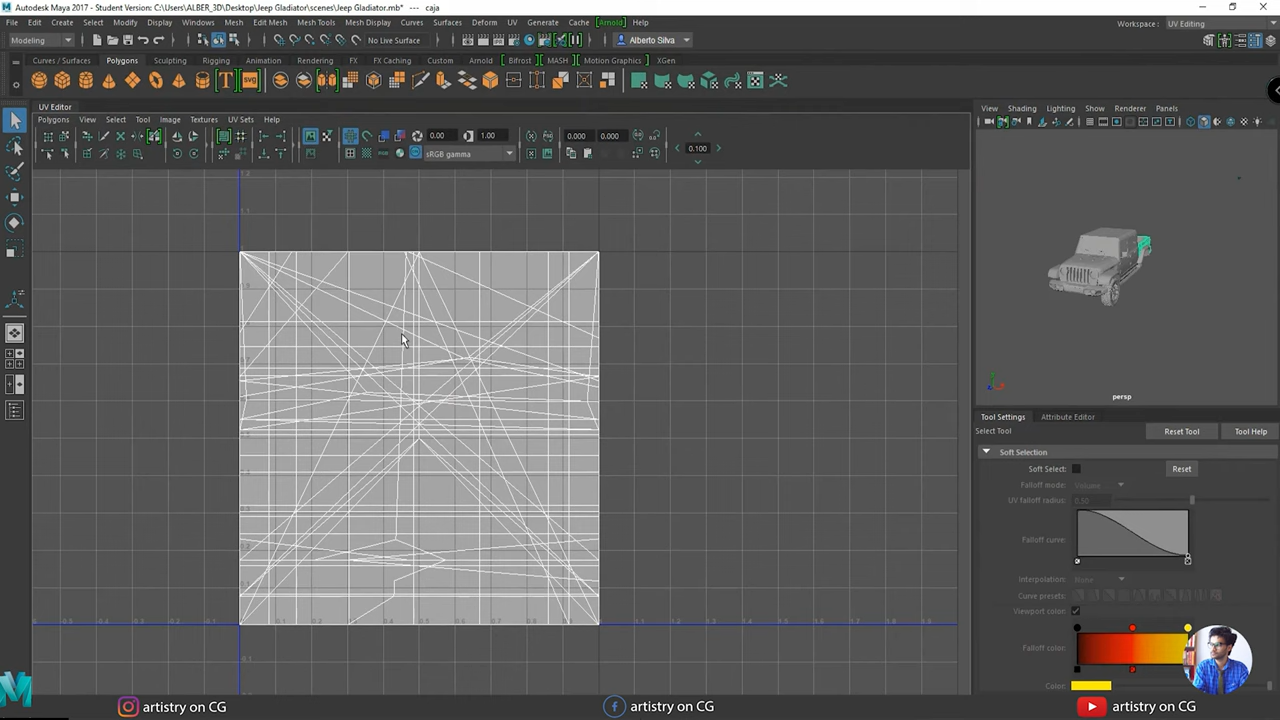 Autodesk Maya 2017 - Student Version: C:\Users\ALBER_3D\Desktop\Jeep Gladiator\scenes\Jeep Gladiator.mb* --- caja
File Edit Create Select Modify Display Windows Mesh Edit Mesh Mesh Tools Mesh Display Curves Surfaces Deform UV Generate Cache Arnold Help
Workspace : UV Editing
Modeling
No Live Surface
Alberto Silva
Curves / Surfaces Polygons Sculpting Rigging Animation Rendering FX FX Caching Custom Arnold Bifrost MASH Motion Graphics XGen
UV Editor
Polygons View Select Tool Image Textures UV Sets Help
0.00 1.00 0.000 0.000
sRGB gamma
0.100
View Shading Lighting Show Renderer Panels
persp
Tool Settings Attribute Editor
Select Tool
Reset Tool Tool Help
Soft Selection
Soft Select:
Reset
Falloff mode: Volume
UV falloff radius: 0.50
Falloff curve:
Interpolation: None
Curve presets:
Viewport color:
Falloff color:
Color:
artistry on CG
artistry on CG
artistry on CG